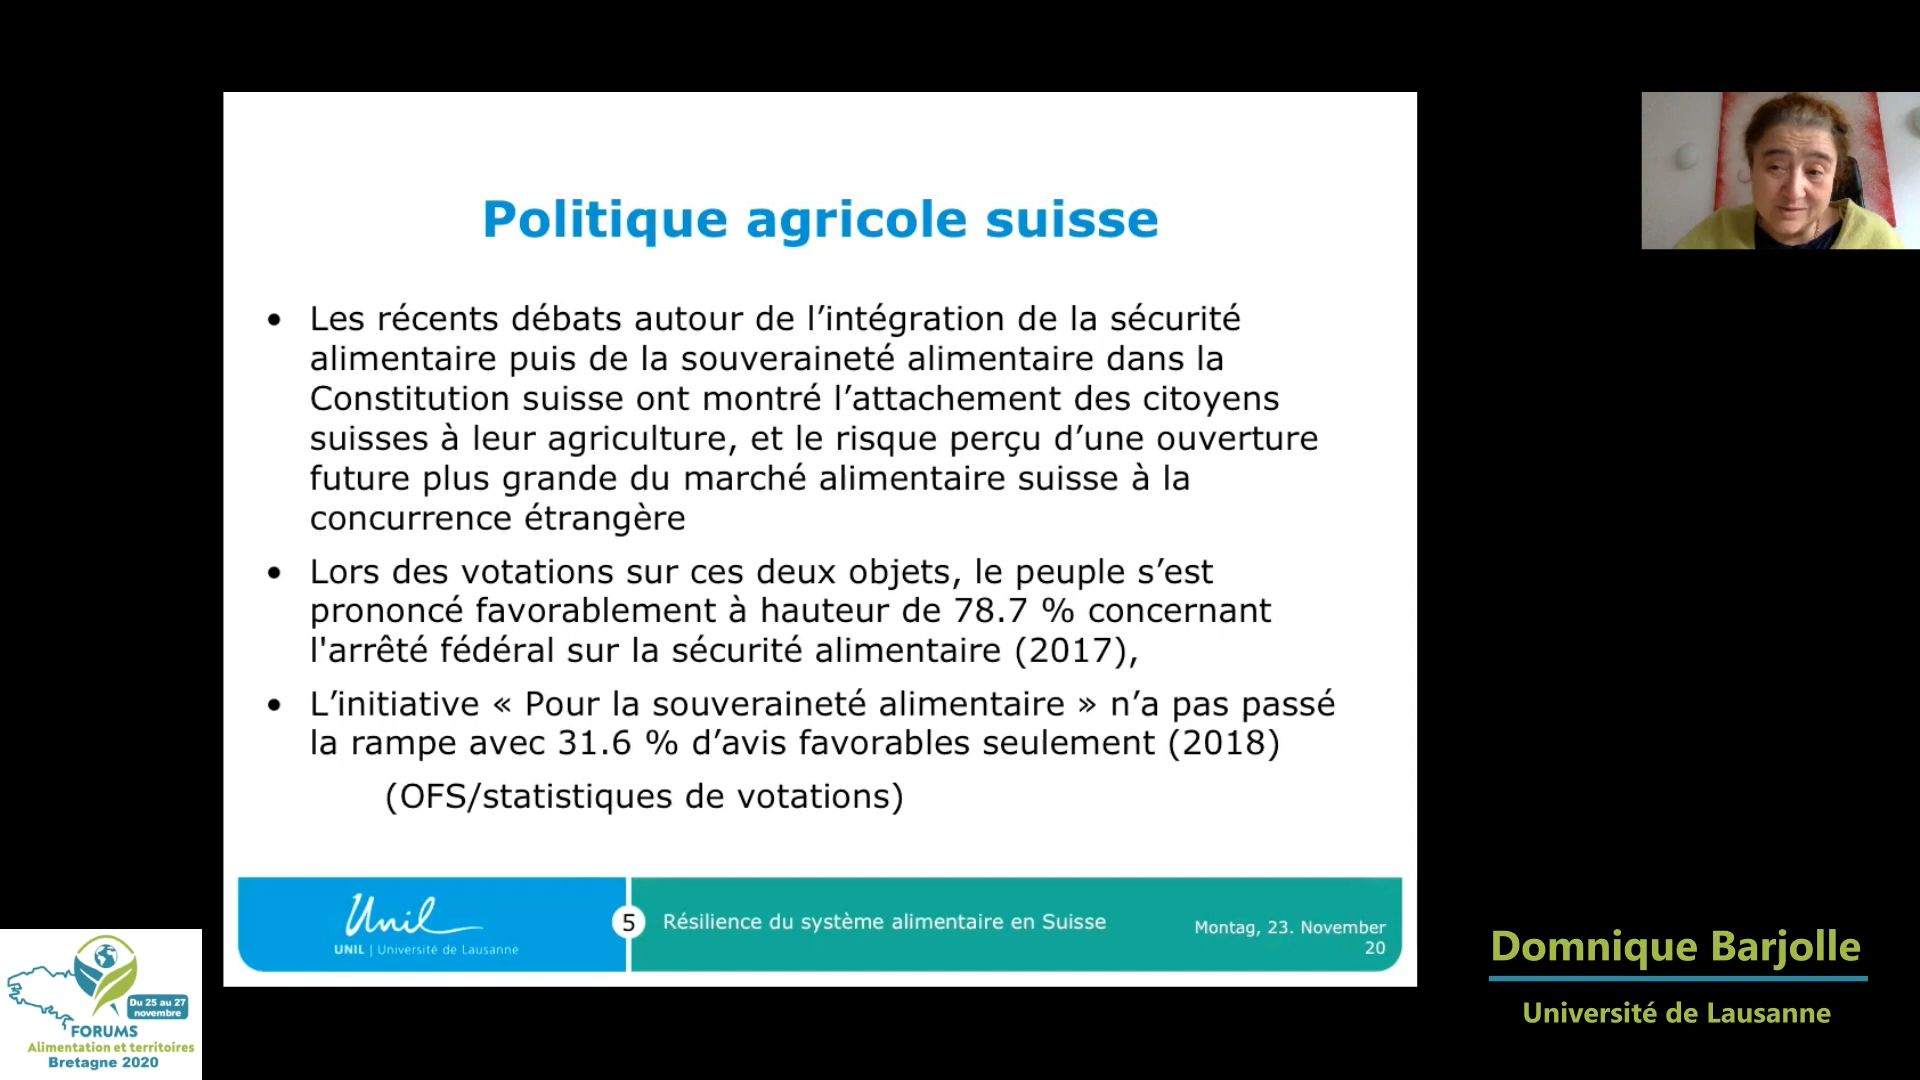 Politique agricole suisse
• Les récents débats autour de l’intégration de la sécurité
alimentaire puis de la souveraineté alimentaire dans la
Constitution suisse ont montré l’attachement des citoyens
suisses à leur agriculture, et le risque perçu d’une ouverture
future plus grande du marché alimentaire suisse à la
concurrence étrangère
• Lors des votations sur ces deux objets, le peuple s’est
prononcé favorablement à hauteur de 78.7 % concernant
l'arrêté fédéral sur la sécurité alimentaire (2017),
• L’initiative « Pour la souveraineté alimentaire » n’a pas passé
la rampe avec 31.6 % d’avis favorables seulement (2018)
(OFS/statistiques de votations)
Unil
UNIL | Université de Lausanne
5
Résilience du système alimentaire en Suisse
Montag, 23. November
20
Du 25 au 27
novembre
FORUMS
Alimentation et territoires
Bretagne 2020
Domnique Barjolle
Université de Lausanne